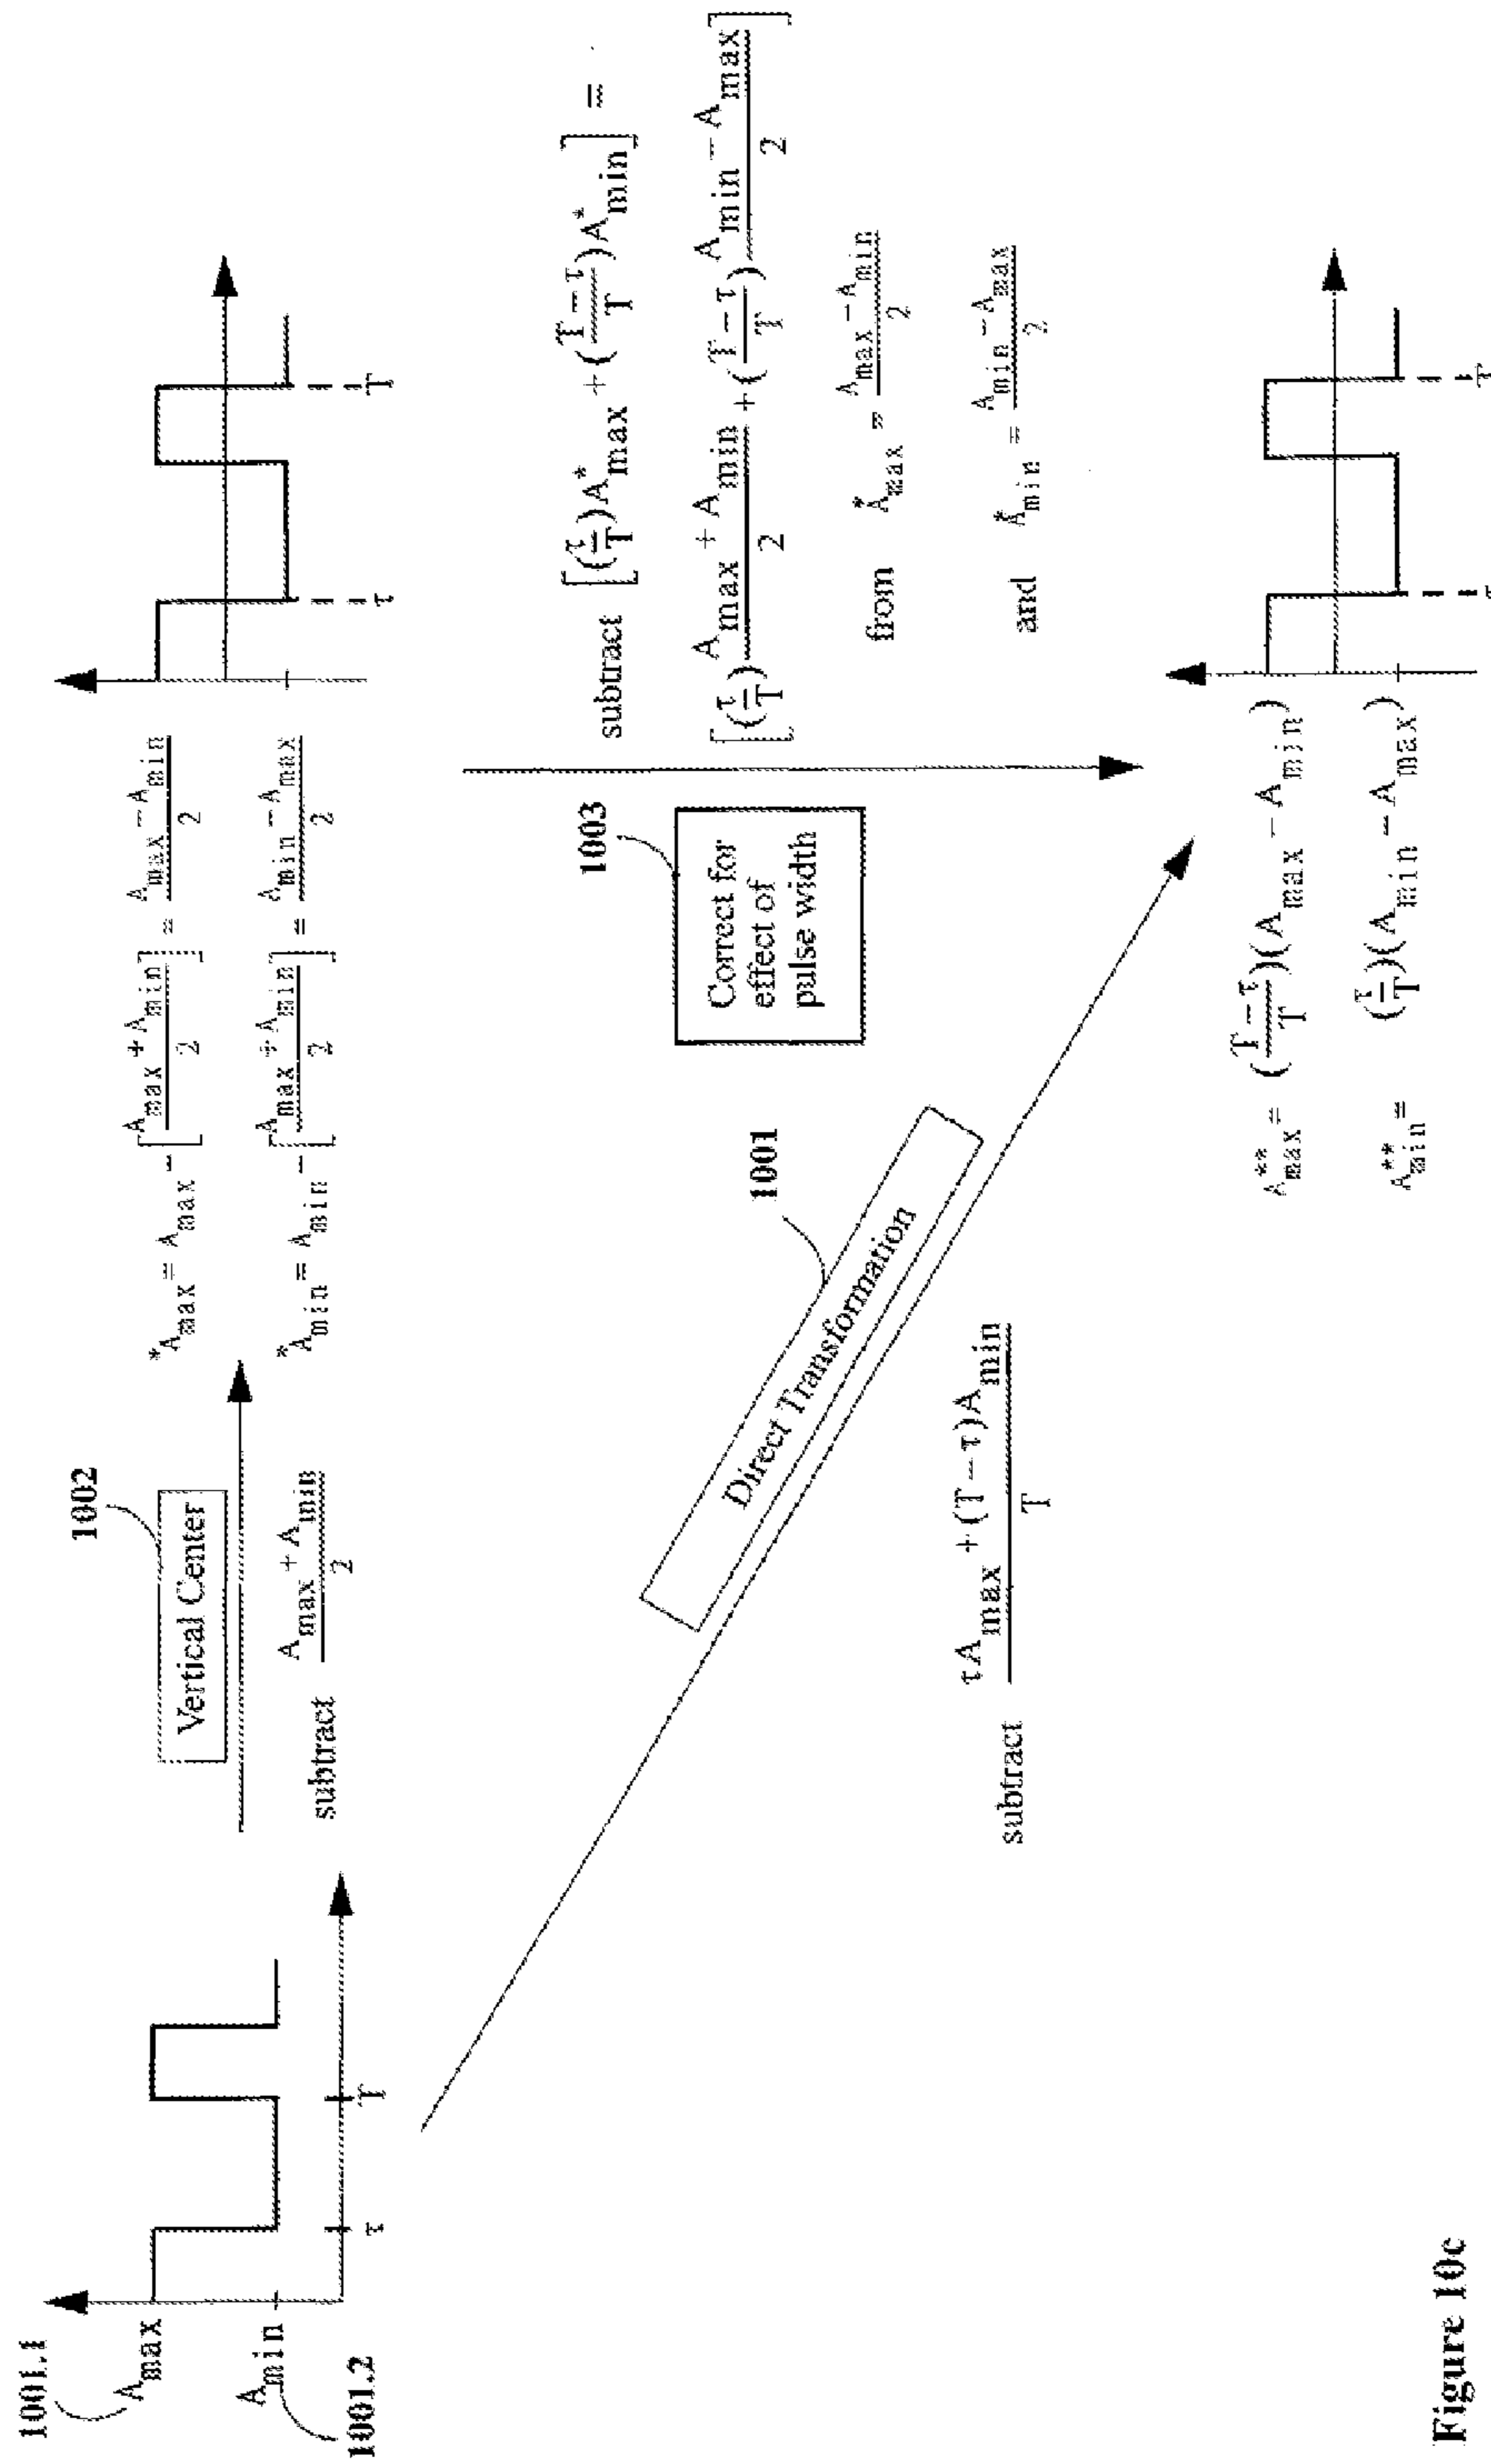 1001.1
A_max
A_min
1001.2
τ
T
1002
Vertical Center
subtract (A_max + A_min)/2
*A_max = A_max - [(A_max + A_min)/2] = (A_max - A_min)/2
*A_min = A_min - [(A_max + A_min)/2] = (A_min - A_max)/2
τ
T
1003
Correct for
effect of
pulse width
subtract [(τ/T)A*_max + ((T-τ)/T)A*_min] =
[(τ/T)(A_max + A_min)/2 + ((T-τ)/T)(A_min - A_max)/2]
from A*_max = (A_max - A_min)/2
and A*_min = (A_min - A_max)/2
1001
Direct Transformation
subtract (τA_max + (T-τ)A_min)/T
A**_max = ((T-τ)/T)(A_max - A_min)
A**_min = (τ/T)(A_min - A_max)
τ
T
Figure 10c